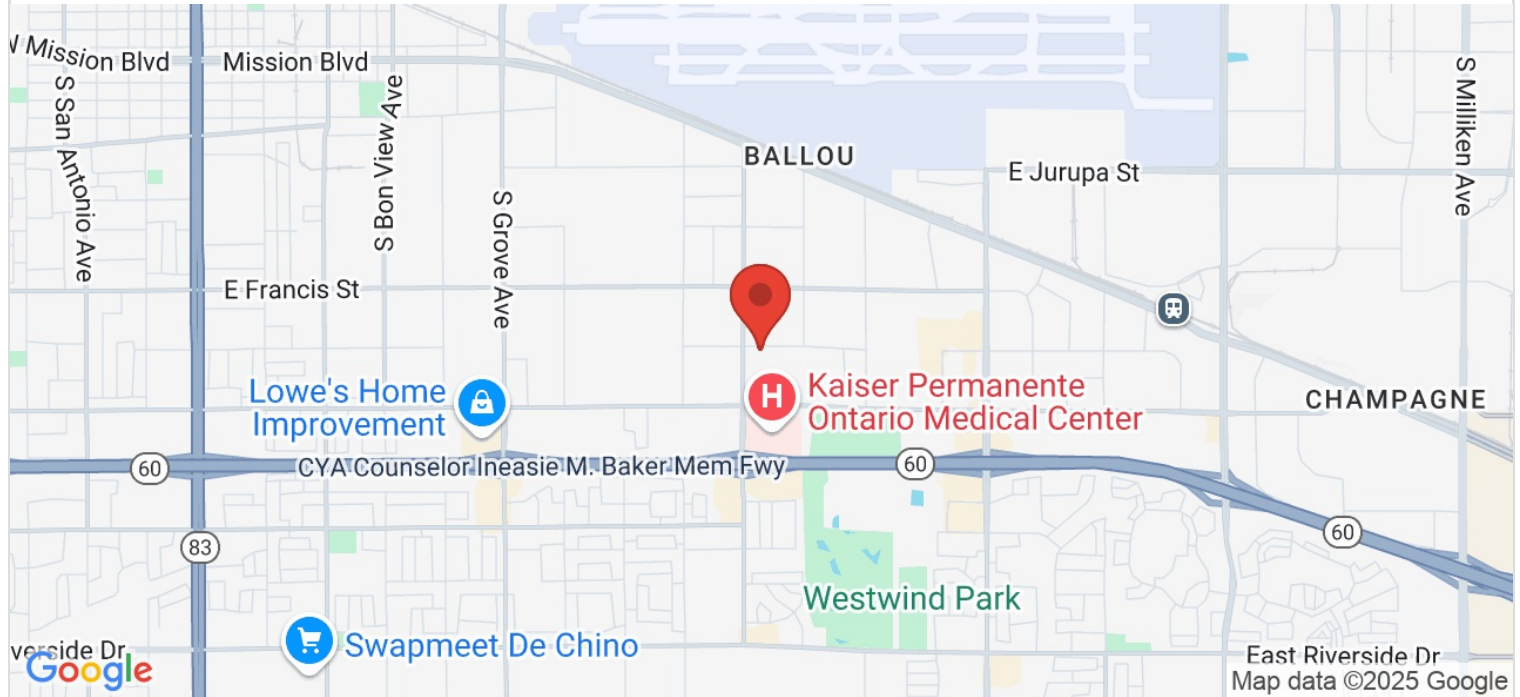 N Mission Blvd
Mission Blvd
S San Antonio Ave
S Bon View Ave
S Grove Ave
BALLOU
E Jurupa St
S Milliken Ave
E Francis St
Lowe's Home
Improvement
H
Kaiser Permanente
Ontario Medical Center
CHAMPAGNE
60
CYA Counselor Ineasie M. Baker Mem Fwy
60
60
83
Westwind Park
Swapmeet De Chino
verside Dr
East Riverside Dr
Google
Map data ©2025 Google